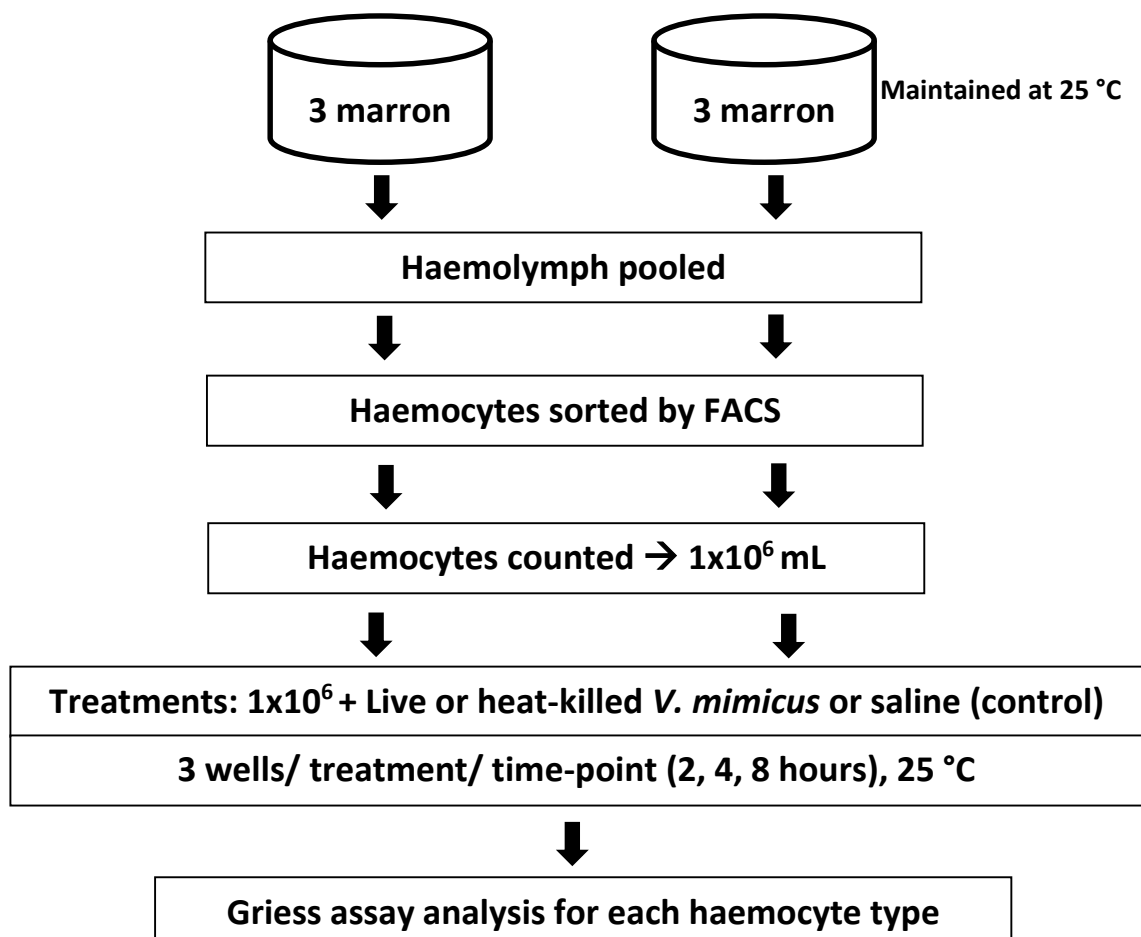 3 marron
3 marron
Maintained at 25 °C
Haemolymph pooled
Haemocytes sorted by FACS
Haemocytes counted → 1x10⁶ mL
Treatments: 1x10⁶ + Live or heat-killed V. mimicus or saline (control)
3 wells/ treatment/ time-point (2, 4, 8 hours), 25 °C
Griess assay analysis for each haemocyte type